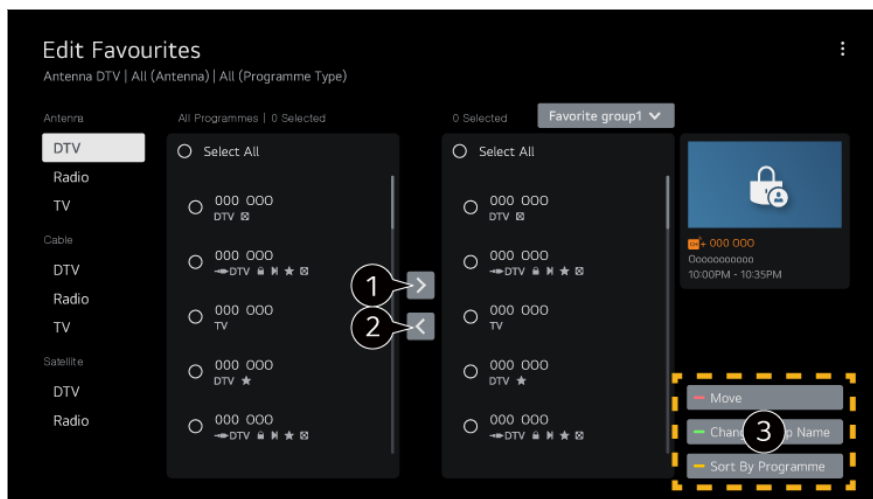 Edit Favourites
Antenna DTV | All (Antenna) | All (Programme Type)
Antenna
DTV
Radio
TV
Cable
DTV
Radio
TV
Satellite
DTV
Radio
All Programmes | 0 Selected
Select All
000 000
DTV
000 000
DTV
000 000
TV
000 000
DTV
000 000
DTV
1
2
0 Selected
Favorite group1
Select All
000 000
DTV
000 000
DTV
000 000
TV
000 000
DTV
000 000
DTV
CH+ 000 000
Ooooooooooo
10:00PM - 10:35PM
Move
3
Name
Sort By Programme